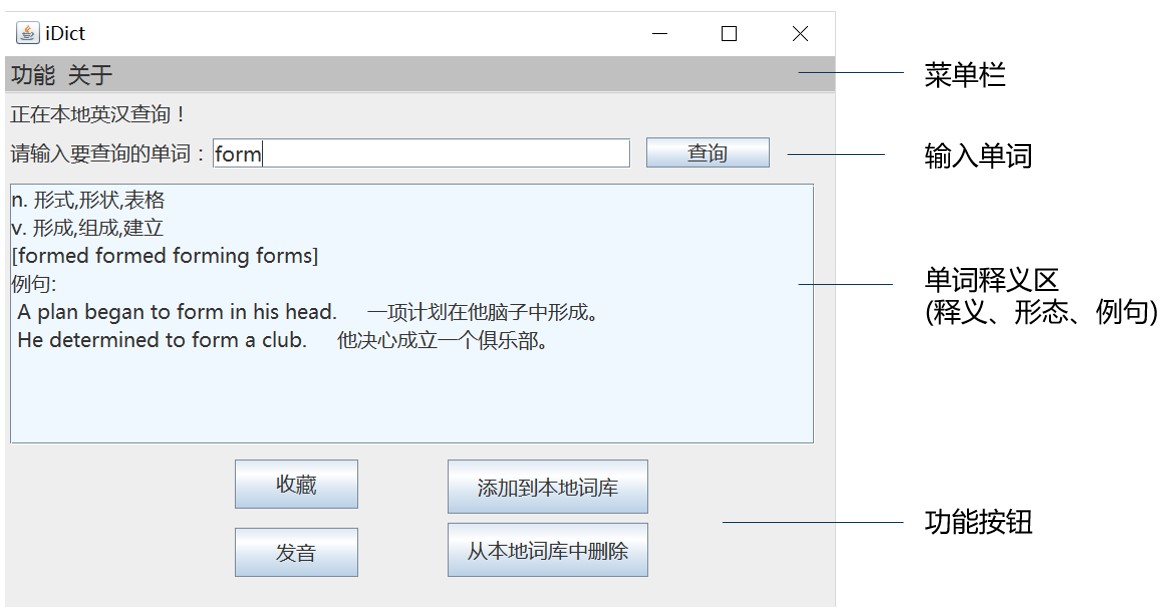 iDict
功能 关于
菜单栏
正在本地英汉查询！
请输入要查询的单词：form 查询
输入单词
n. 形式,形状,表格
v. 形成,组成,建立
[formed formed forming forms]
例句:
A plan began to form in his head. 一项计划在他脑子中形成。
He determined to form a club. 他决心成立一个俱乐部。
单词释义区
(释义、形态、例句)
收藏 添加到本地词库
发音 从本地词库中删除
功能按钮